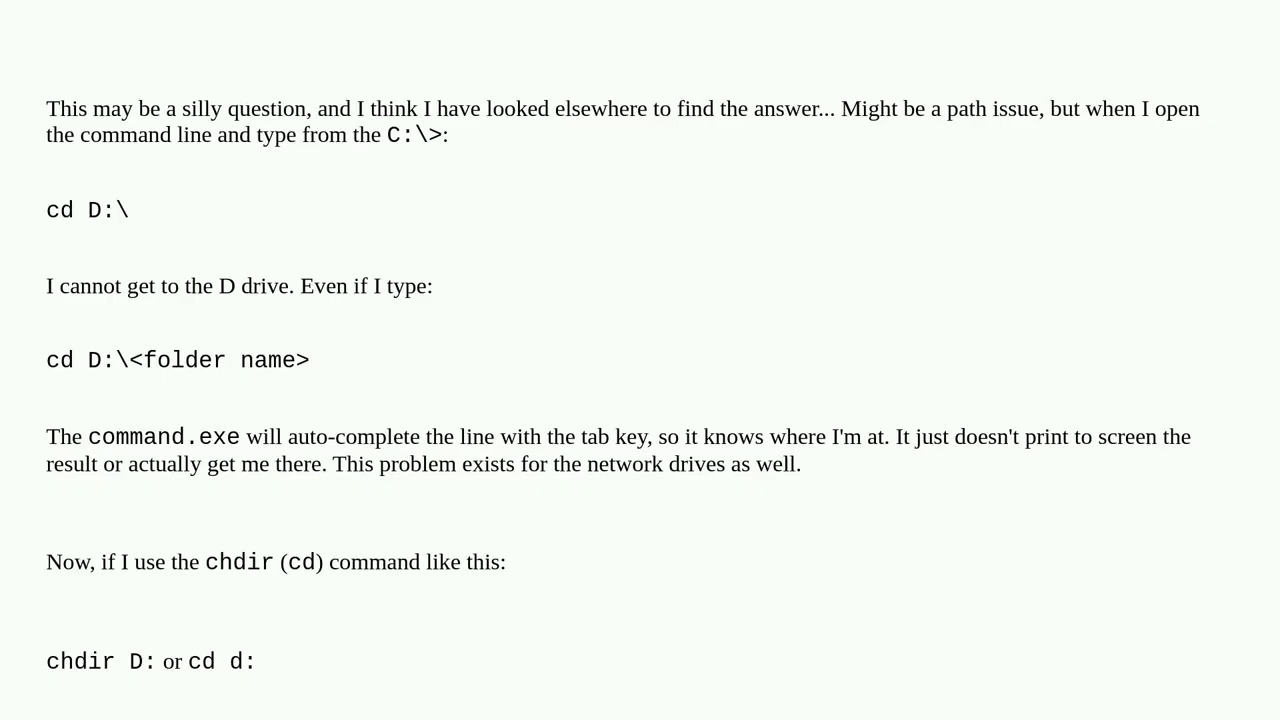 This may be a silly question, and I think I have looked elsewhere to find the answer... Might be a path issue, but when I open
the command line and type from the C:\>:
cd D:\
I cannot get to the D drive. Even if I type:
cd D:\<folder name>
The command.exe will auto-complete the line with the tab key, so it knows where I'm at. It just doesn't print to screen the
result or actually get me there. This problem exists for the network drives as well.
Now, if I use the chdir (cd) command like this:
chdir D: or cd d: